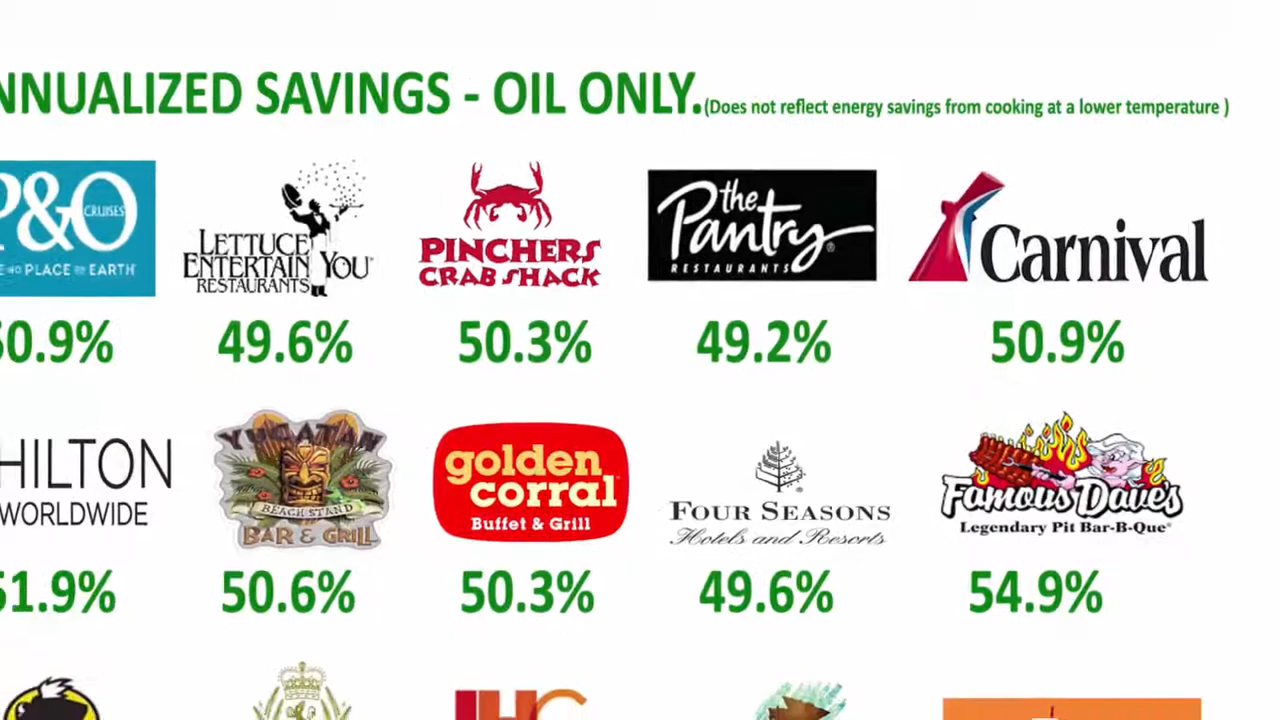 NNUALIZED SAVINGS - OIL ONLY.(Does not reflect energy savings from cooking at a lower temperature )
P&O
CRUISES
NO PLACE ON EARTH
LETTUCE
ENTERTAIN YOU®
RESTAURANTS
PINCHERS
CRAB SHACK
the
Pantry®
RESTAURANTS
Carnival
50.9%
49.6%
50.3%
49.2%
50.9%
HILTON
WORLDWIDE
YUCATAN
BEACH STAND
BAR & GRILL
golden
corral
Buffet & Grill
FOUR SEASONS
Hotels and Resorts
Famous Dave's
Legendary Pit Bar-B-Que®
51.9%
50.6%
50.3%
49.6%
54.9%
IHG